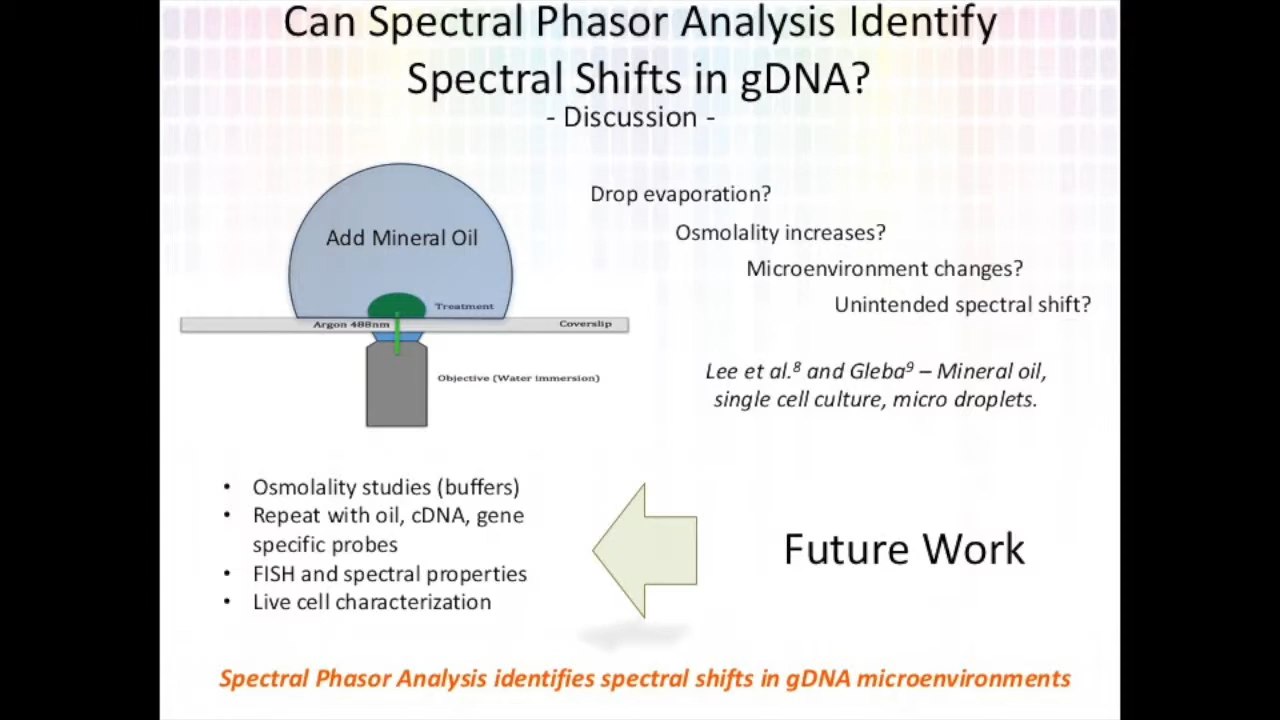 Can Spectral Phasor Analysis Identify
Spectral Shifts in gDNA?
- Discussion -
Add Mineral Oil
Treatment
Argon 488nm
Coverslip
Objective (Water immersion)
Drop evaporation?
Osmolality increases?
Microenvironment changes?
Unintended spectral shift?
Lee et al.⁸ and Gleba⁹ – Mineral oil,
single cell culture, micro droplets.
• Osmolality studies (buffers)
• Repeat with oil, cDNA, gene
specific probes
• FISH and spectral properties
• Live cell characterization
Future Work
Spectral Phasor Analysis identifies spectral shifts in gDNA microenvironments